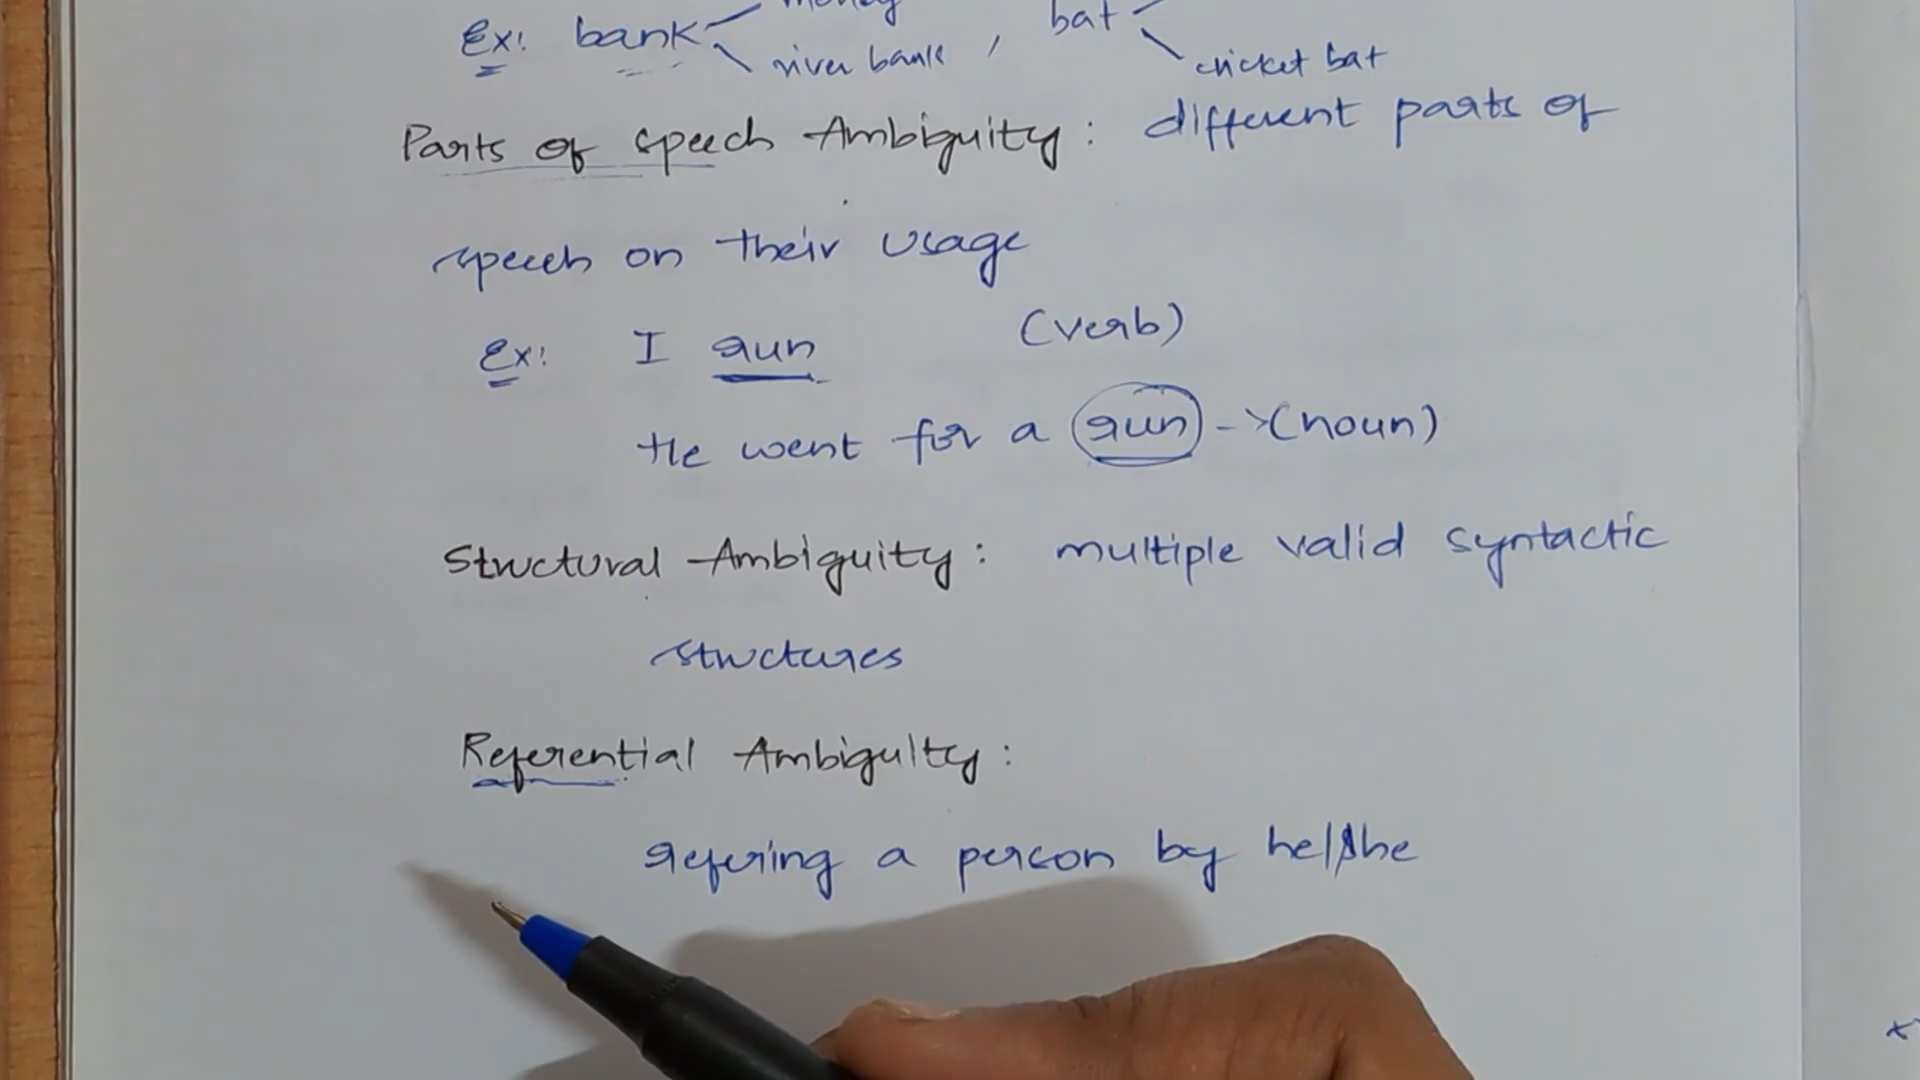 money
Ex: bank river bank , bat cricket bat
Parts of speech Ambiguity : different parts of
speech on their usage
Ex: I run (verb)
He went for a run -> (noun)
Structural Ambiguity : multiple valid syntactic
structures
Referential Ambiguity :
refering a person by he/she